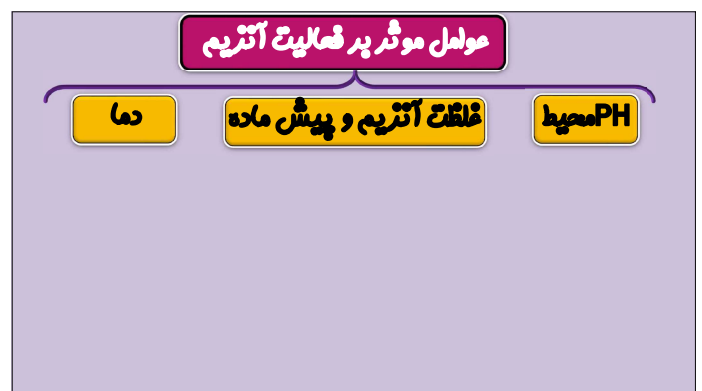 عوامل موثر بر فعالیت آنزیم
PHمحیط
غلظت آنزیم و پیش ماده
دما